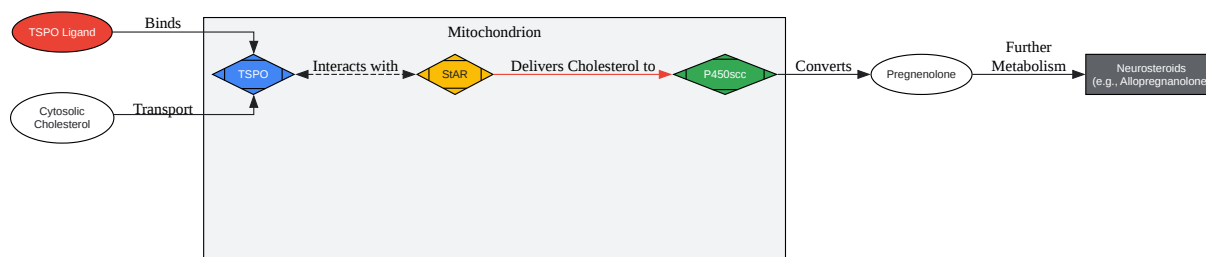 Mitochondrion
TSPO Ligand
Binds
TSPO
Interacts with
StAR
Delivers Cholesterol to
P450scc
Converts
Pregnenolone
Further
Metabolism
Neurosteroids
(e.g., Allopregnanolone
Cytosolic
Cholesterol
Transport